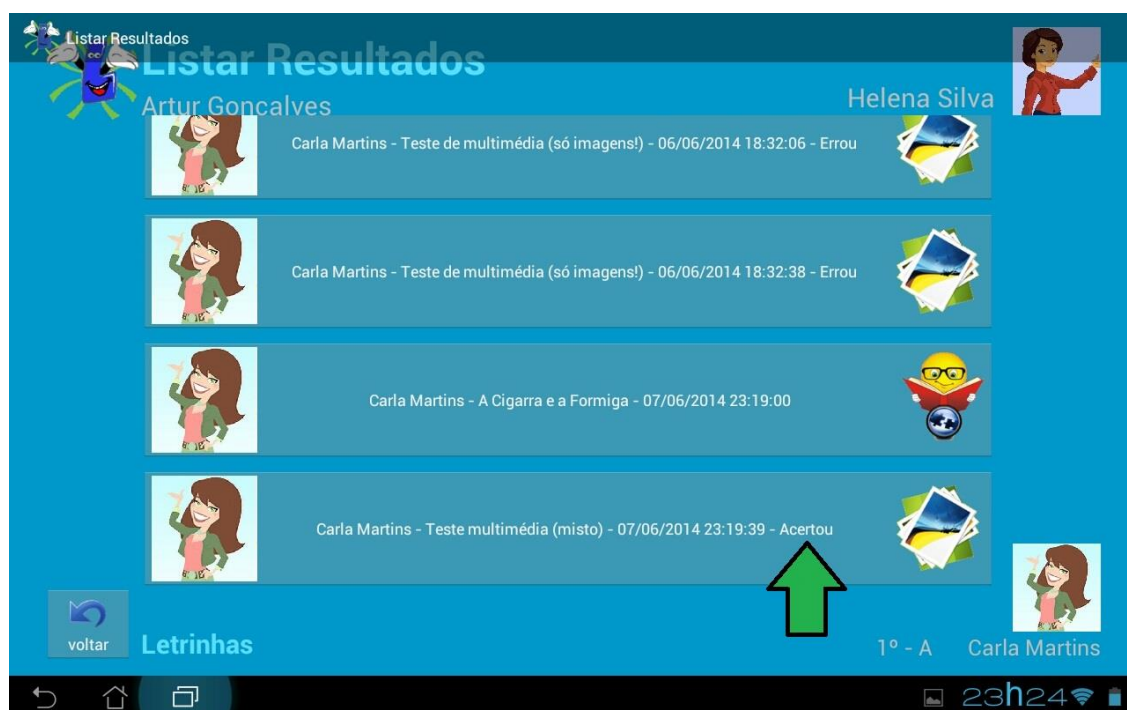 Listar Resultados
Listar Resultados
Artur Goncalves
Helena Silva
Carla Martins - Teste de multimédia (só imagens!) - 06/06/2014 18:32:06 - Errou
Carla Martins - Teste de multimédia (só imagens!) - 06/06/2014 18:32:38 - Errou
Carla Martins - A Cigarra e a Formiga - 07/06/2014 23:19:00
Carla Martins - Teste multimédia (misto) - 07/06/2014 23:19:39 - Acertou
voltar
Letrinhas
1º - A
Carla Martins
23h24